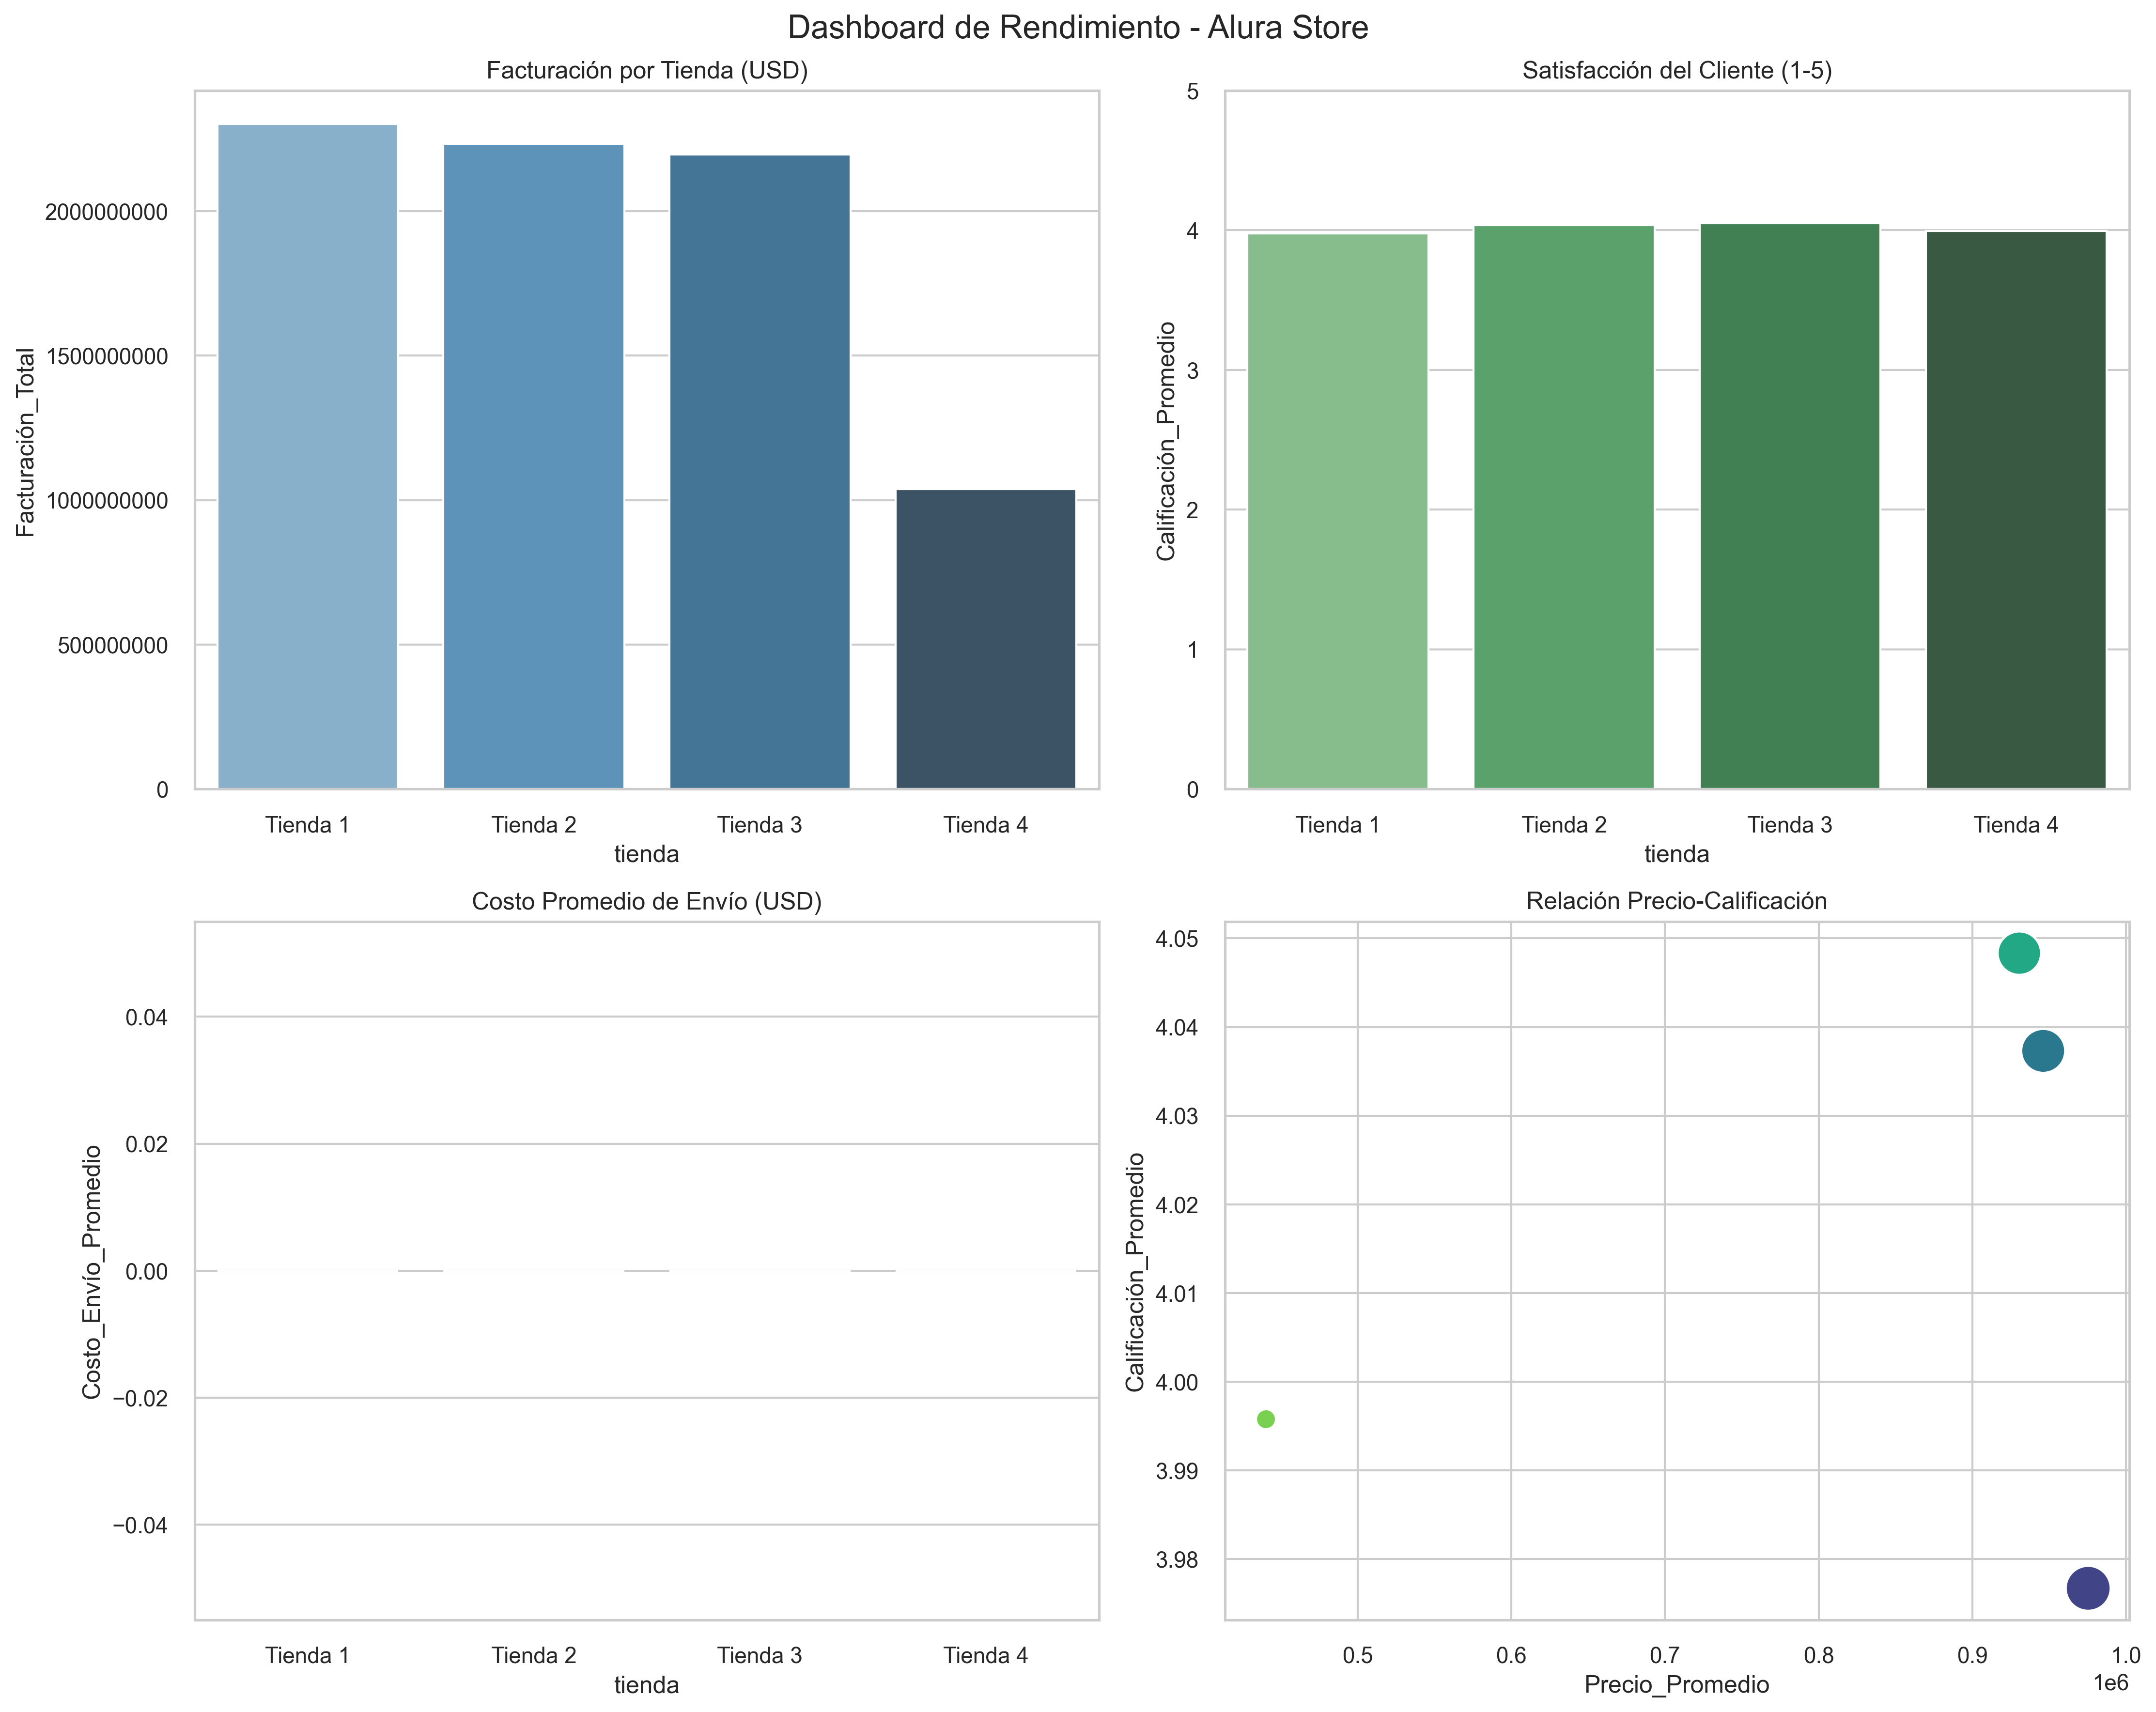 Dashboard de Rendimiento - Alura Store
Facturación por Tienda (USD)
Facturación_Total
2000000000
1500000000
1000000000
500000000
0
Tienda 1 Tienda 2 Tienda 3 Tienda 4
tienda
Satisfacción del Cliente (1-5)
Calificación_Promedio
5
4
3
2
1
0
Tienda 1 Tienda 2 Tienda 3 Tienda 4
tienda
Costo Promedio de Envío (USD)
Costo_Envío_Promedio
0.04
0.02
0.00
−0.02
−0.04
Tienda 1 Tienda 2 Tienda 3 Tienda 4
tienda
Relación Precio-Calificación
Calificación_Promedio
4.05
4.04
4.03
4.02
4.01
4.00
3.99
3.98
0.5 0.6 0.7 0.8 0.9 1.0
1e6
Precio_Promedio